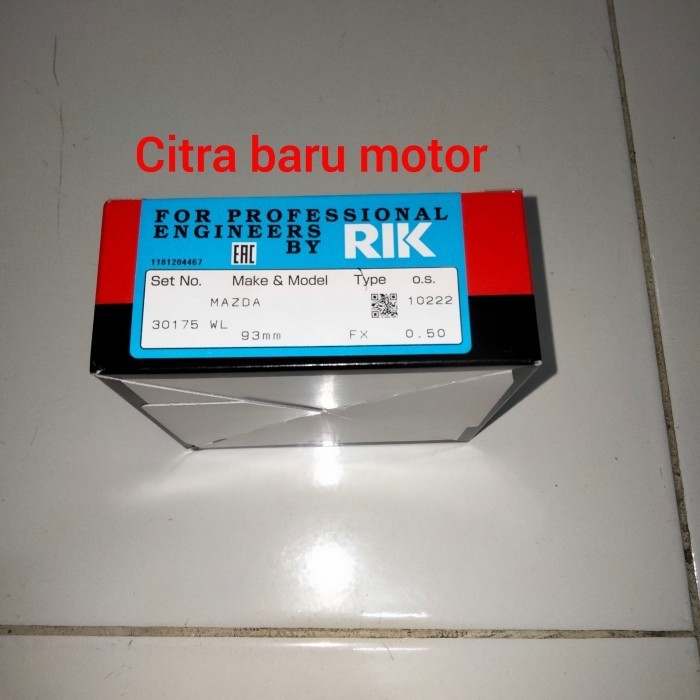 Citra baru motor
FOR PROFESSIONAL
ENGINEERS
BY RIK
EAC
1181204467
Set No. Make & Model Type o.s.
MAZDA 10222
30175 WL
93mm FX 0.50